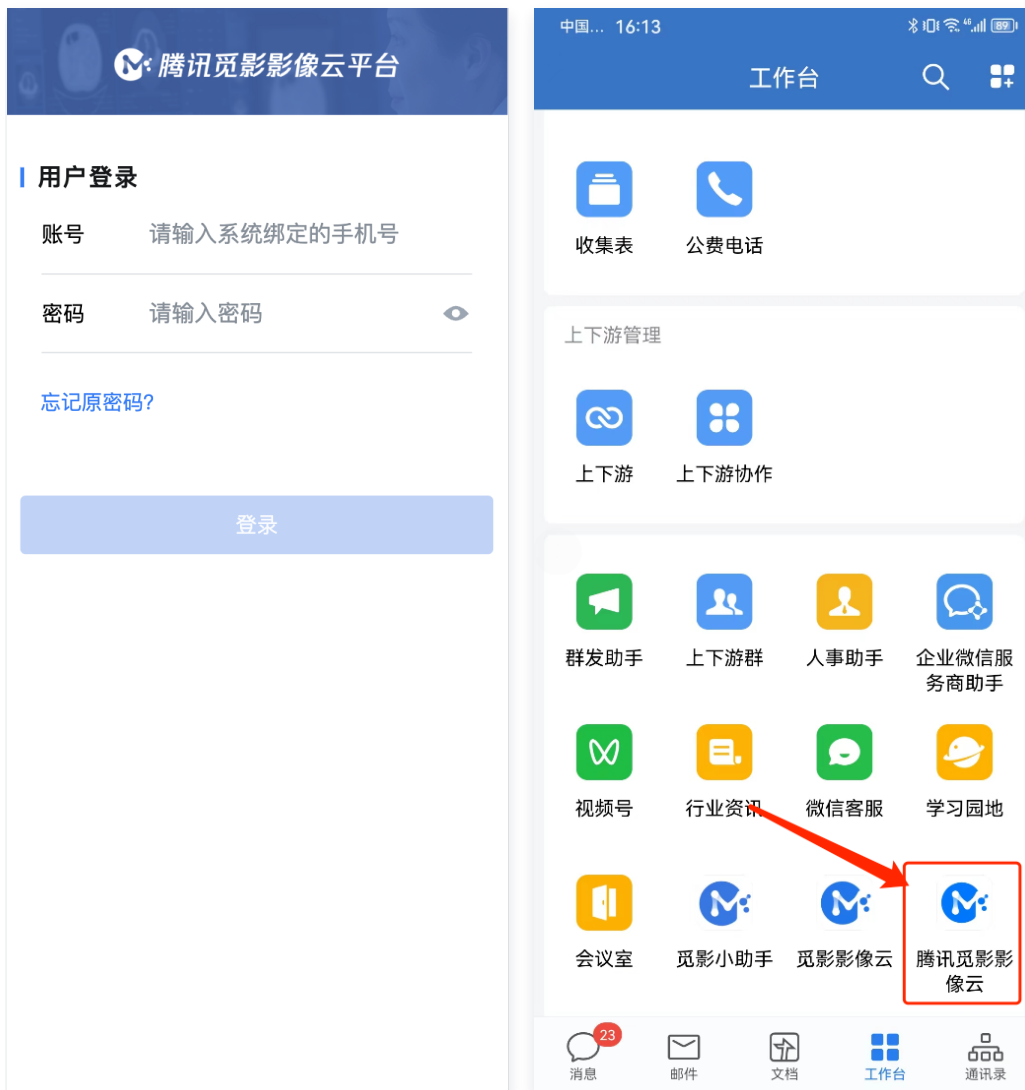 腾讯觅影影像云平台
用户登录
账号 请输入系统绑定的手机号
密码 请输入密码
忘记原密码?
登录
中国... 16:13 46 89
工作台
收集表 公费电话
上下游管理
上下游 上下游协作
群发助手 上下游群 人事助手 企业微信服
务商助手
视频号 行业资讯 微信客服 学习园地
会议室 觅影小助手 觅影影像云 腾讯觅影影
像云
23
消息 邮件 文档 工作台 通讯录